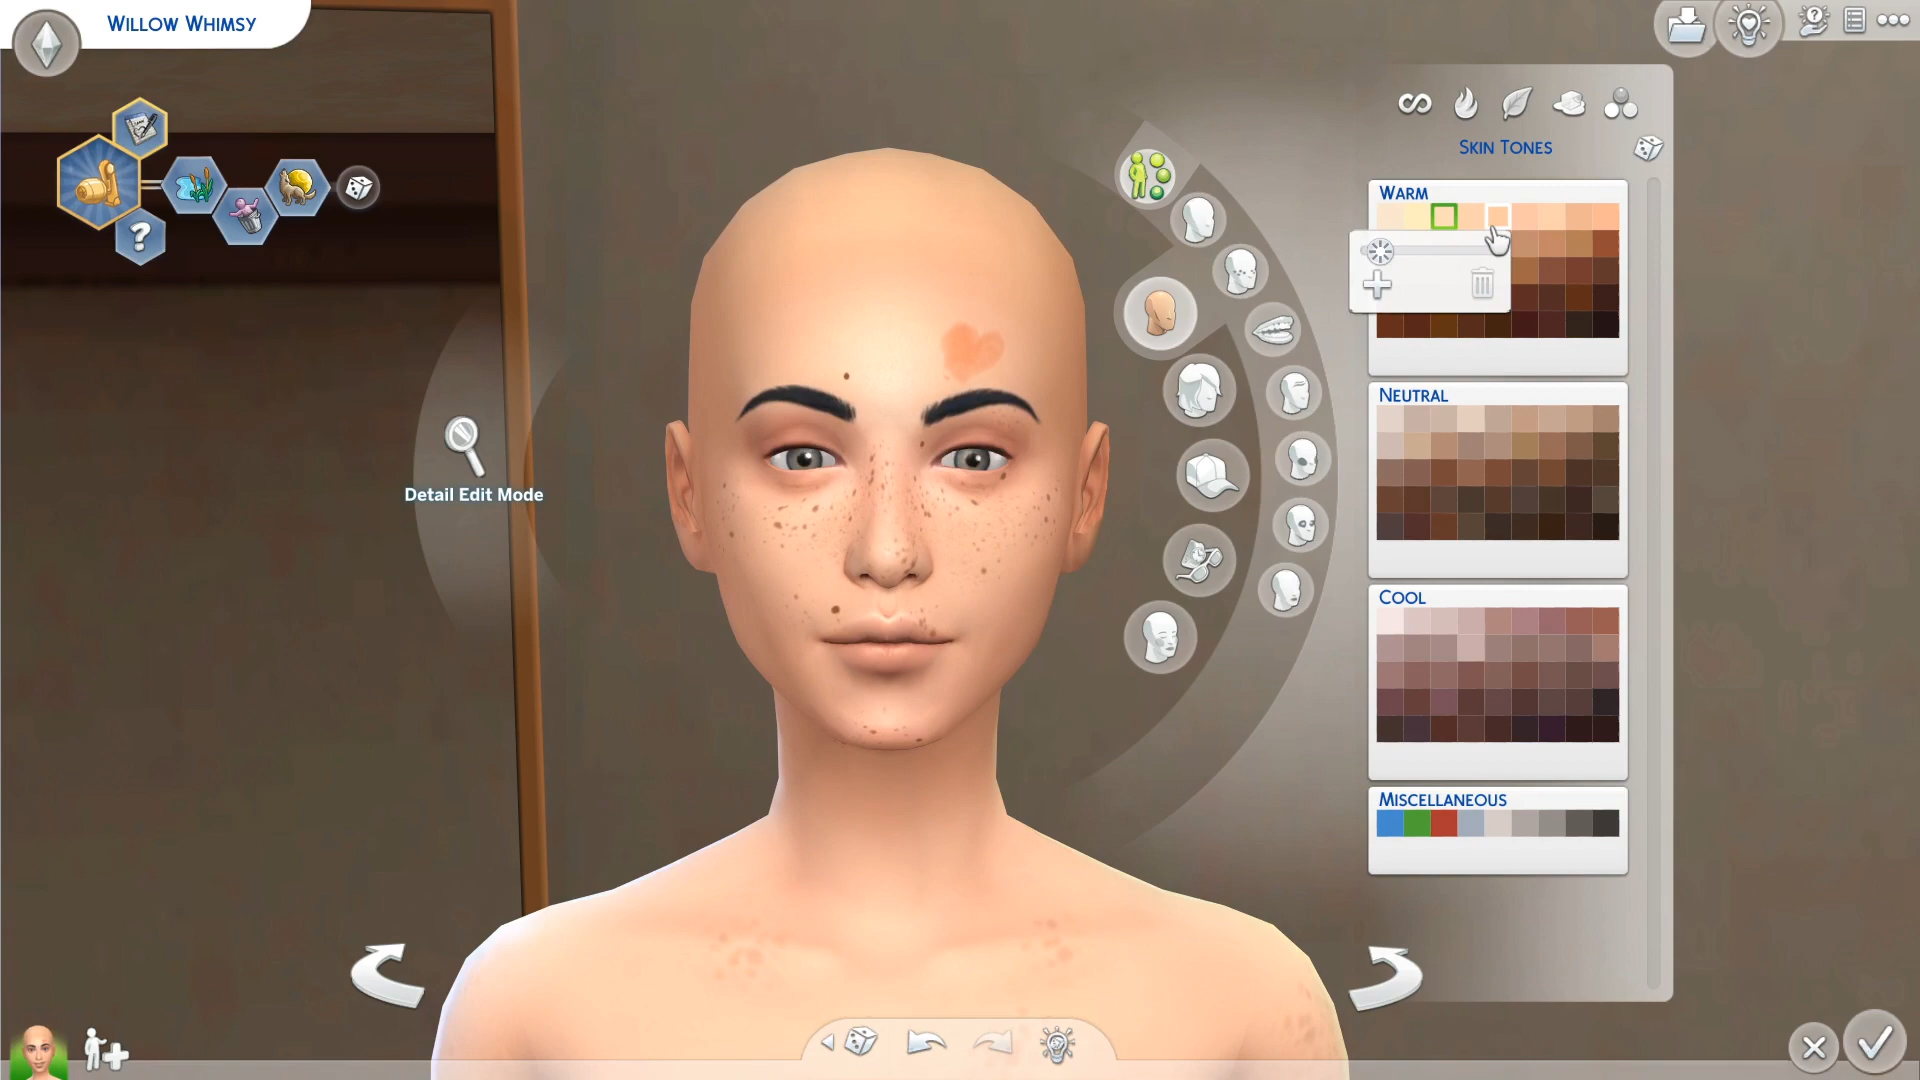 Willow Whimsy
Skin Tones
Warm
Neutral
Detail Edit Mode
Cool
Miscellaneous